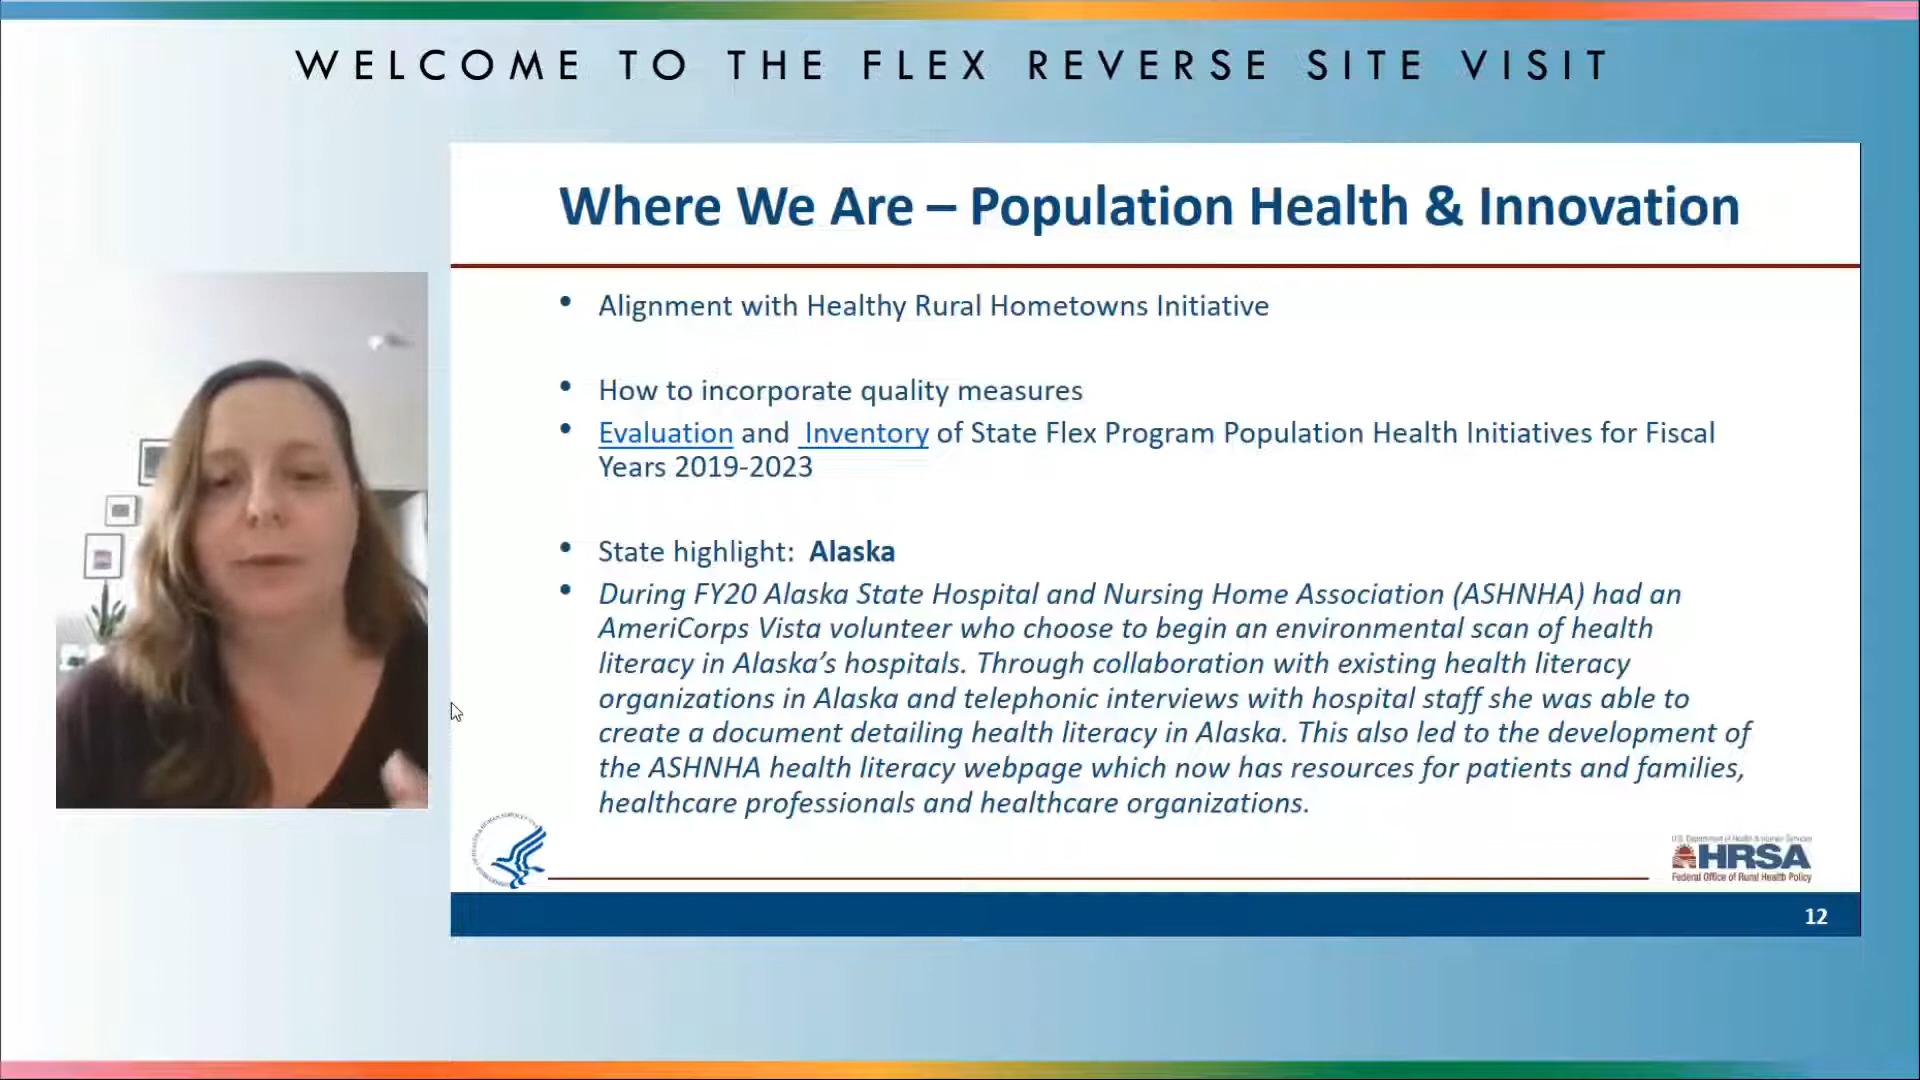 WELCOME TO THE FLEX REVERSE SITE VISIT
Where We Are – Population Health & Innovation
• Alignment with Healthy Rural Hometowns Initiative
• How to incorporate quality measures
• Evaluation and Inventory of State Flex Program Population Health Initiatives for Fiscal
Years 2019-2023
• State highlight: Alaska
• During FY20 Alaska State Hospital and Nursing Home Association (ASHNHA) had an
AmeriCorps Vista volunteer who choose to begin an environmental scan of health
literacy in Alaska’s hospitals. Through collaboration with existing health literacy
organizations in Alaska and telephonic interviews with hospital staff she was able to
create a document detailing health literacy in Alaska. This also led to the development of
the ASHNHA health literacy webpage which now has resources for patients and families,
healthcare professionals and healthcare organizations.
U.S. Department of Health & Human Services
HRSA
Federal Office of Rural Health Policy
12